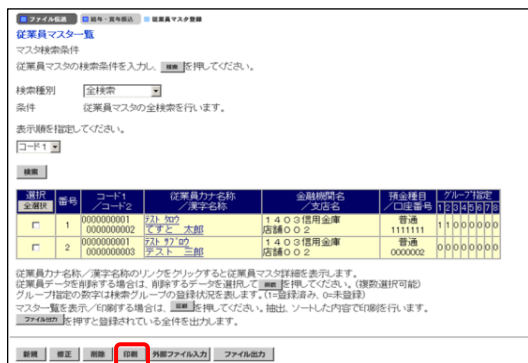 ファイル伝送 給与・賞与振込 従業員マスタ登録
従業員マスタ一覧
マスタ検索条件
従業員マスタの検索条件を入力し、 検索 を押してください。
検索種別 全検索
条件 従業員マスタの全検索を行います。
表示順を指定してください。
コード1
検索
選択 番号 コード1 従業員カナ名称 金融機関名 預金種目 グループ指定
全選択 /コード2 /漢字名称 /支店名 /口座番号 1 2 3 4 5 6 7 8
1 0000000001 テスト タロウ 1403信用金庫 普通 1 1 0 0 0 0 0 0
0000000002 てすと 太郎 店舗002 1111111
2 0000000001 テスト サブロウ 1403信用金庫 普通 0 0 0 0 0 0 0 0
0000000003 テスト 三郎 店舗002 0000002
従業員カナ名称/漢字名称のリンクをクリックすると従業員マスタ詳細を表示します。
従業員データを削除する場合は、削除するデータを選択して 削除 を押してください。(複数選択可能)
グループ指定の数字は検索グループの登録状況を表します。(1=登録済み、0=未登録)
マスタ一覧を表示/印刷する場合は、 印刷 を押してください。抽出、ソートした内容で印刷を行います。
ファイル出力 を押すと登録されている全件を出力します。
新規 修正 削除 印刷 外部ファイル入力 ファイル出力